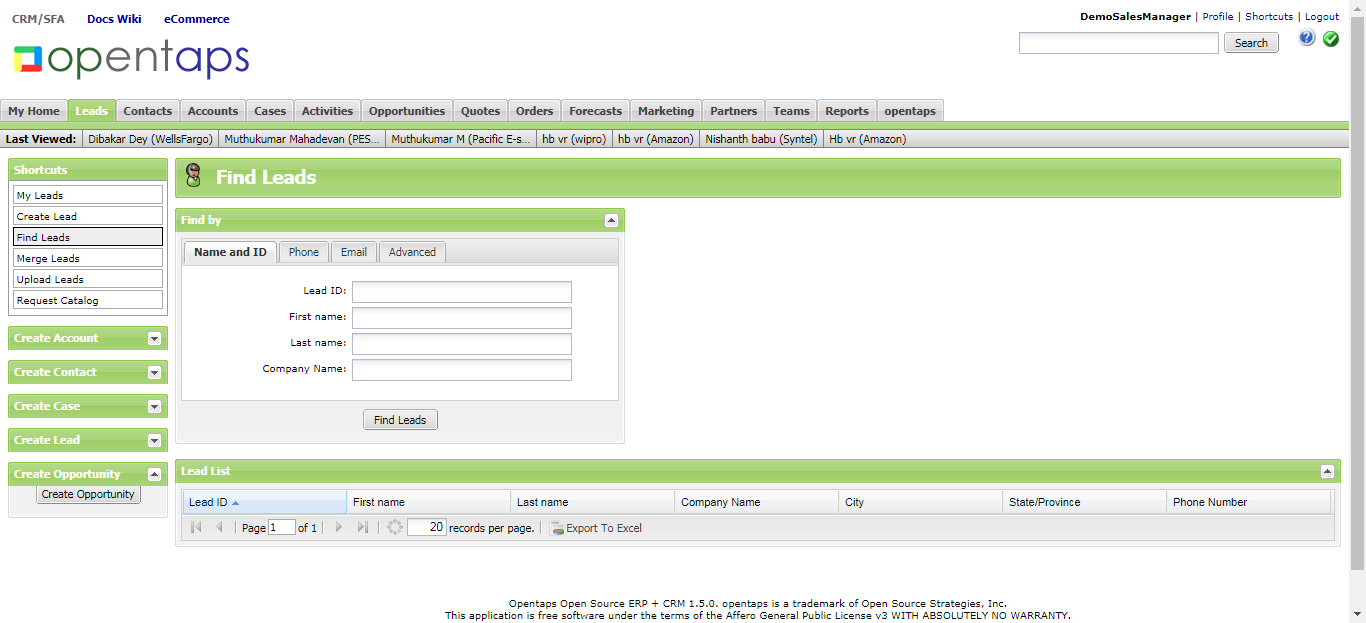 CRM/SFA Docs Wiki eCommerce
DemoSalesManager | Profile | Shortcuts | Logout
opentaps
Search
My Home Leads Contacts Accounts Cases Activities Opportunities Quotes Orders Forecasts Marketing Partners Teams Reports opentaps
Last Viewed: Dibakar Dey (WellsFargo) Muthukumar Mahadevan (PES... Muthukumar M (Pacific E-s... hb vr (wipro) hb vr (Amazon) Nishanth babu (Syntel) Hb vr (Amazon)
Shortcuts
My Leads
Create Lead
Find Leads
Merge Leads
Upload Leads
Request Catalog
Create Account
Create Contact
Create Case
Create Lead
Create Opportunity
Create Opportunity
Find Leads
Find by
Name and ID Phone Email Advanced
Lead ID:
First name:
Last name:
Company Name:
Find Leads
Lead List
Lead ID First name Last name Company Name City State/Province Phone Number
Page 1 of 1 20 records per page. Export To Excel
Opentaps Open Source ERP + CRM 1.5.0. opentaps is a trademark of Open Source Strategies, Inc.
This application is free software under the terms of the Affero General Public License v3 WITH ABSOLUTELY NO WARRANTY.